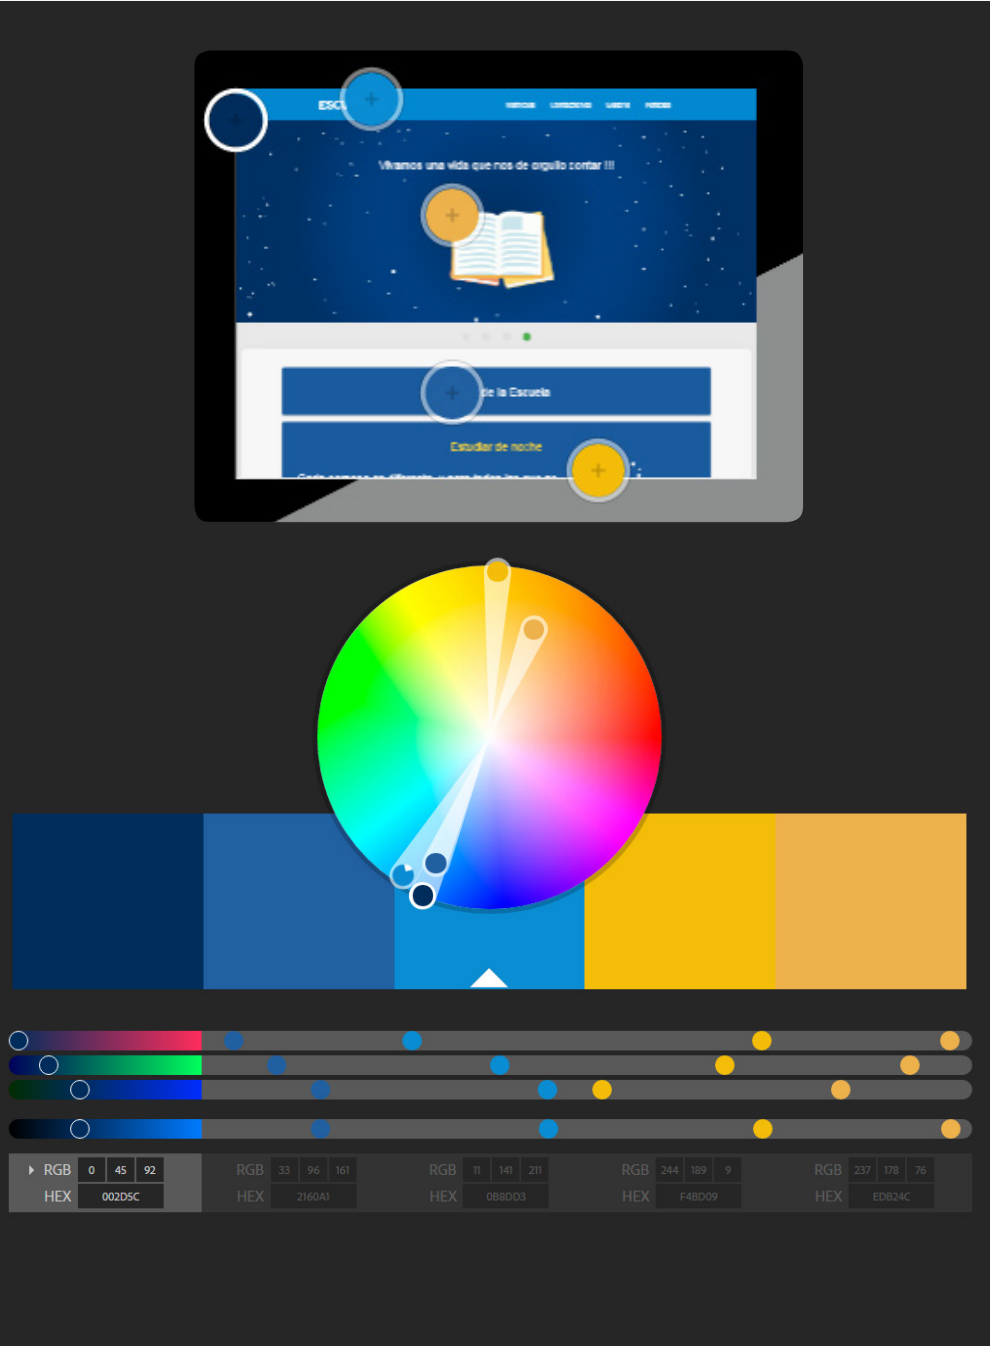 ESCU
Vivamos una vida que nos de orgullo contar !!!
de la Escuela
Estudiar de noche
RGB 0 45 92
HEX 002D5C
RGB 33 96 161
HEX 2160A1
RGB 11 141 211
HEX 0B8DD3
RGB 244 189 9
HEX F4BD09
RGB 237 178 76
HEX EDB24C